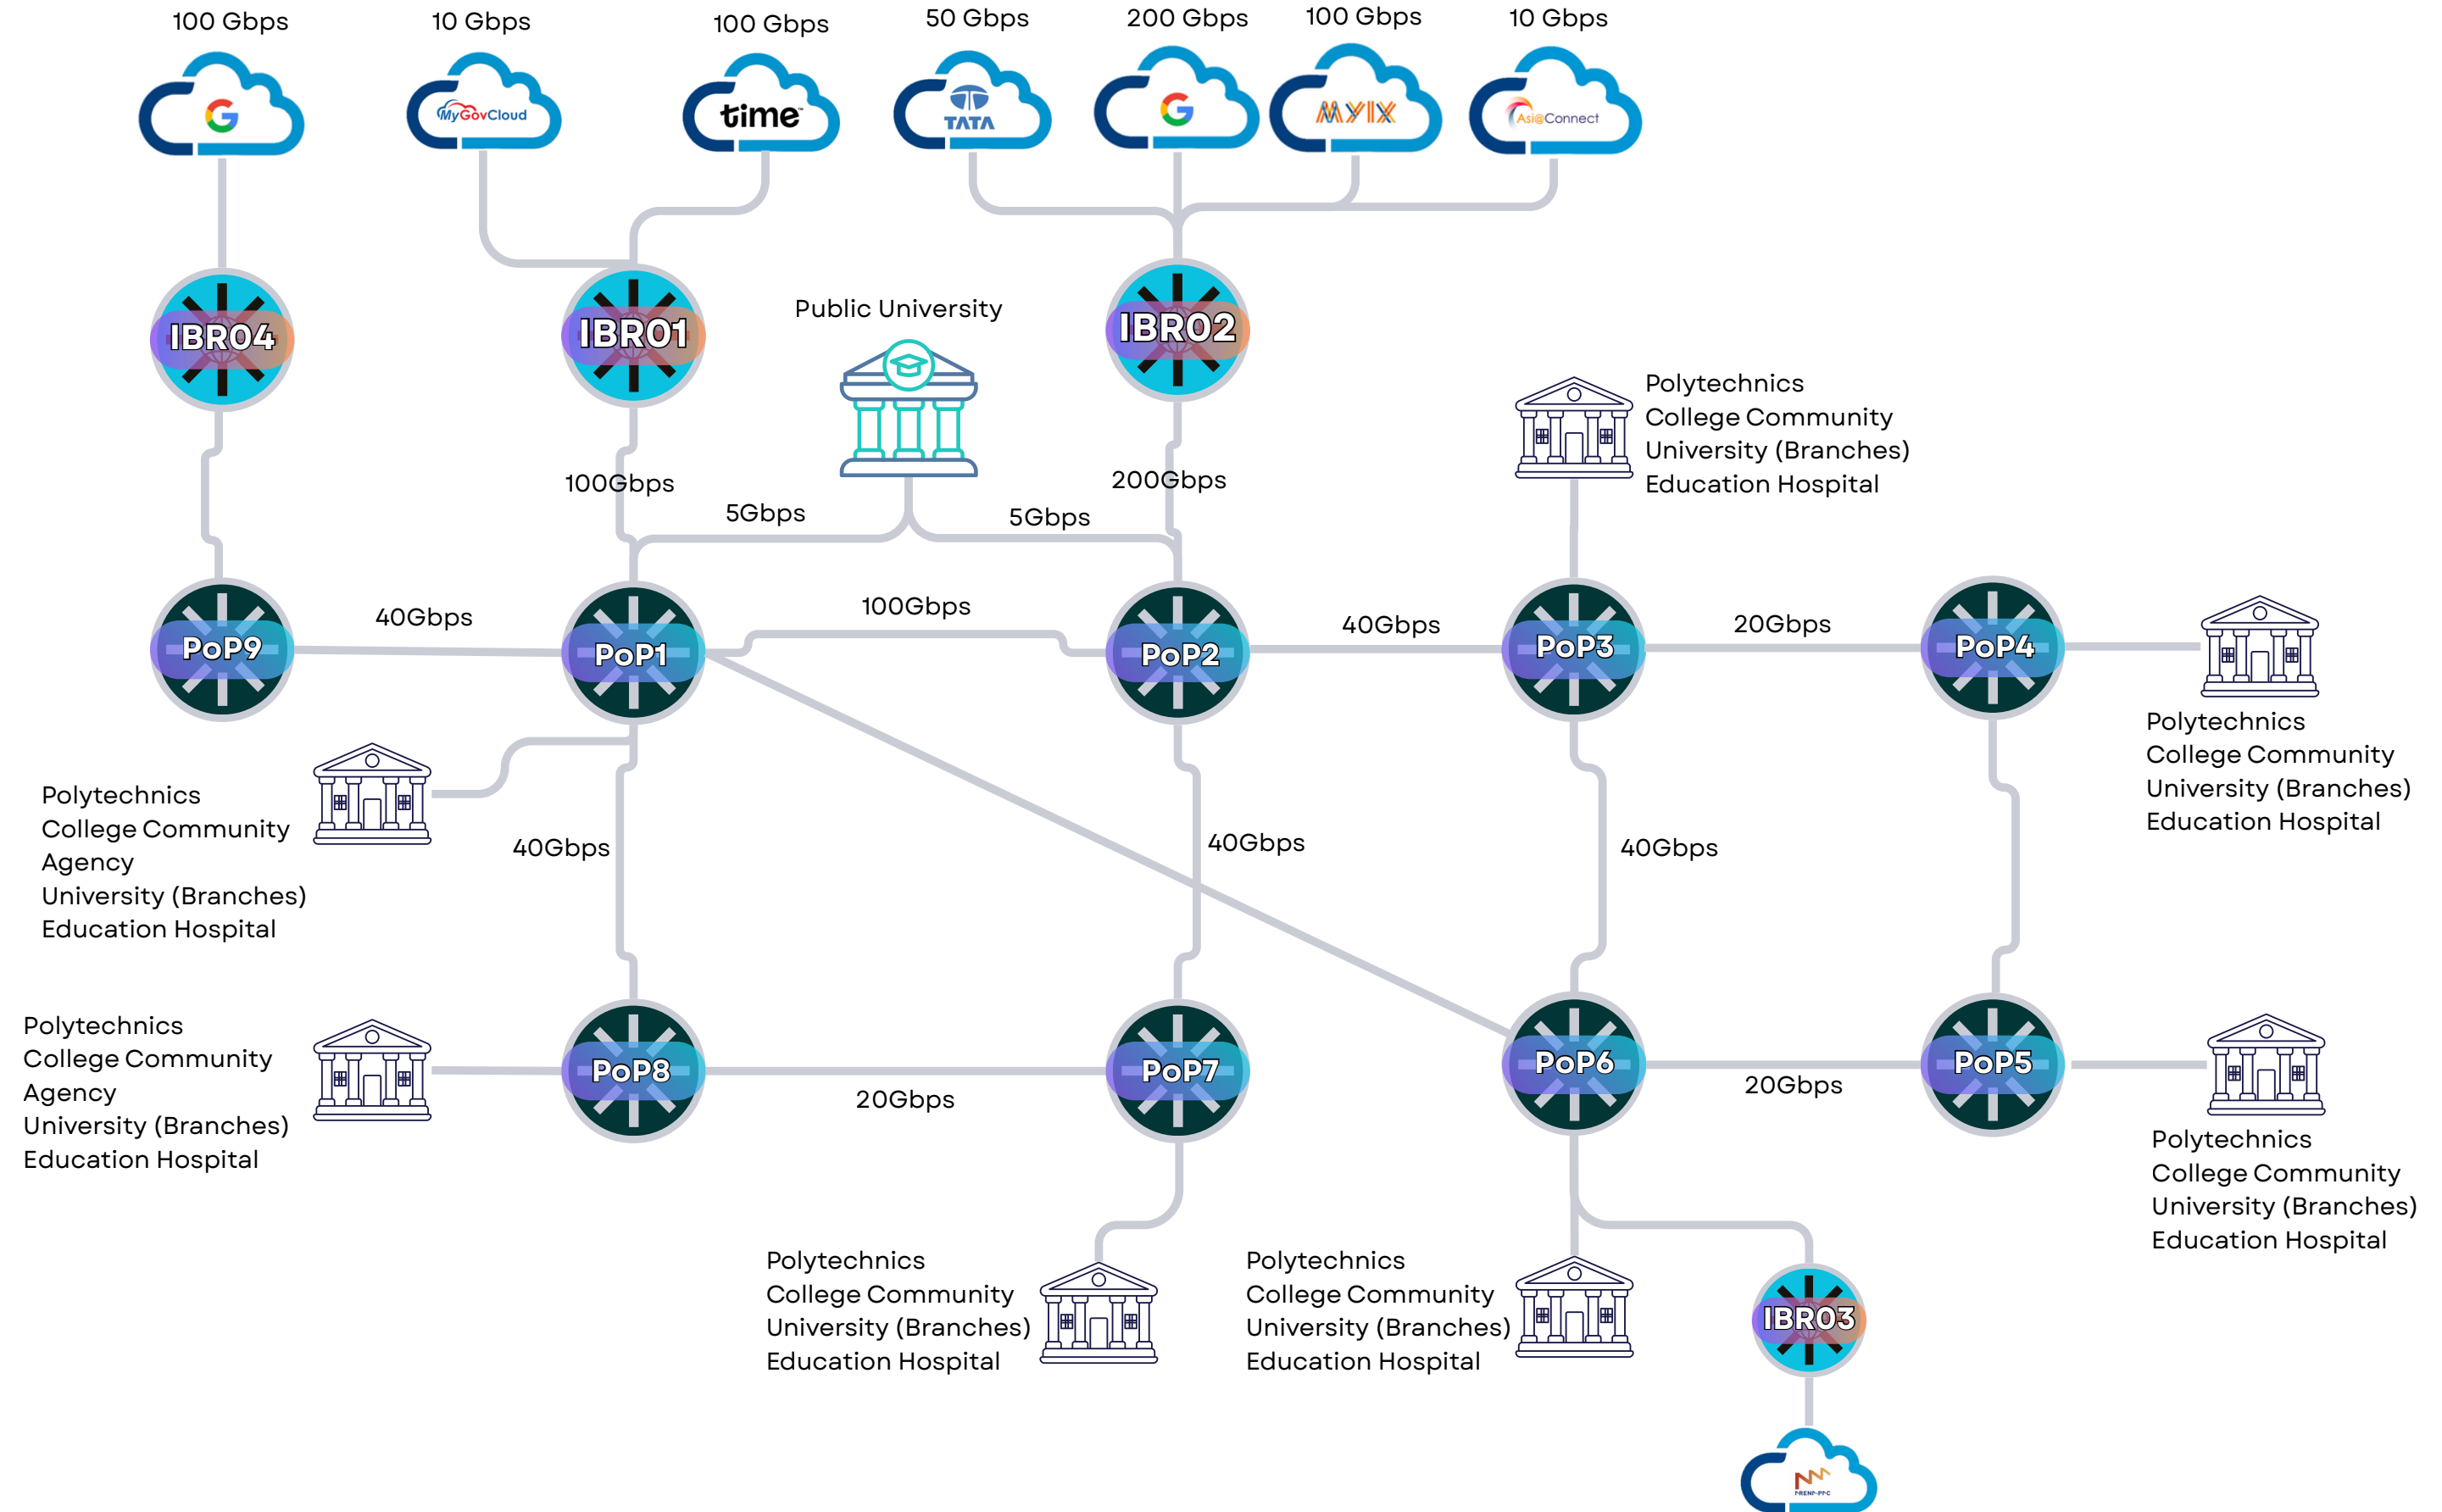 100 Gbps
10 Gbps
100 Gbps
50 Gbps
200 Gbps
100 Gbps
10 Gbps
G
MyGovCloud
time
TATA
G
MYIX
Asi@Connect
IBR04
IBR01
IBR02
Public University
100Gbps
200Gbps
5Gbps
5Gbps
Polytechnics
College Community
University (Branches)
Education Hospital
PoP9
40Gbps
PoP1
100Gbps
PoP2
40Gbps
PoP3
20Gbps
PoP4
Polytechnics
College Community
University (Branches)
Education Hospital
Polytechnics
College Community
Agency
University (Branches)
Education Hospital
40Gbps
40Gbps
40Gbps
Polytechnics
College Community
Agency
University (Branches)
Education Hospital
PoP8
20Gbps
PoP7
PoP6
20Gbps
PoP5
Polytechnics
College Community
University (Branches)
Education Hospital
Polytechnics
College Community
University (Branches)
Education Hospital
Polytechnics
College Community
University (Branches)
Education Hospital
IBR03